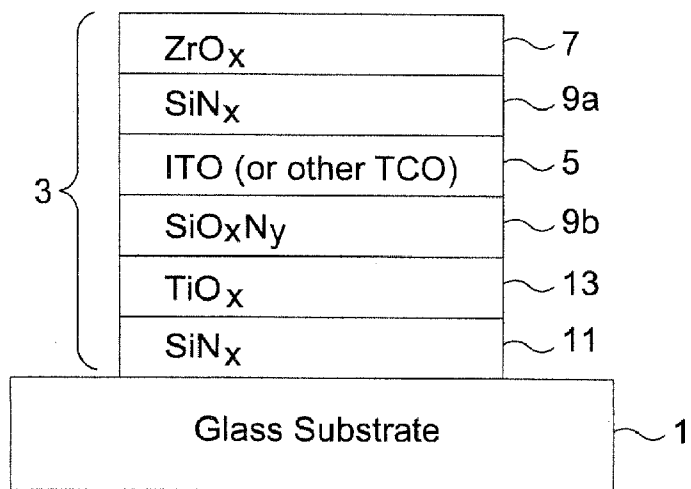 ZrOx 7
SiNx 9a
ITO (or other TCO) 5
3
SiOxNy 9b
TiOx 13
SiNx 11
Glass Substrate 1